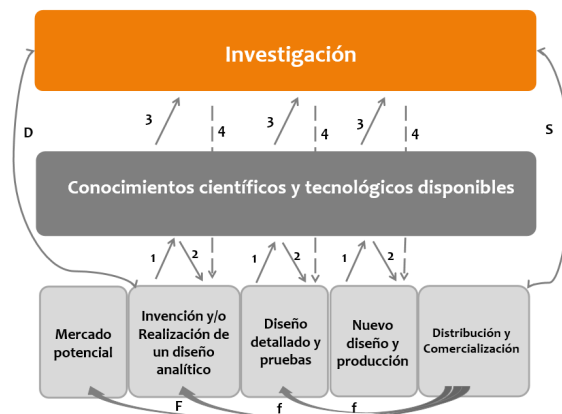 Investigación
D
S
3
4
3
4
3
4
Conocimientos científicos y tecnológicos disponibles
1
2
1
2
1
2
Mercado
potencial
Invención y/o
Realización de
un diseño
analítico
Diseño
detallado y
pruebas
Nuevo
diseño y
producción
Distribución y
Comercialización
F
f
f